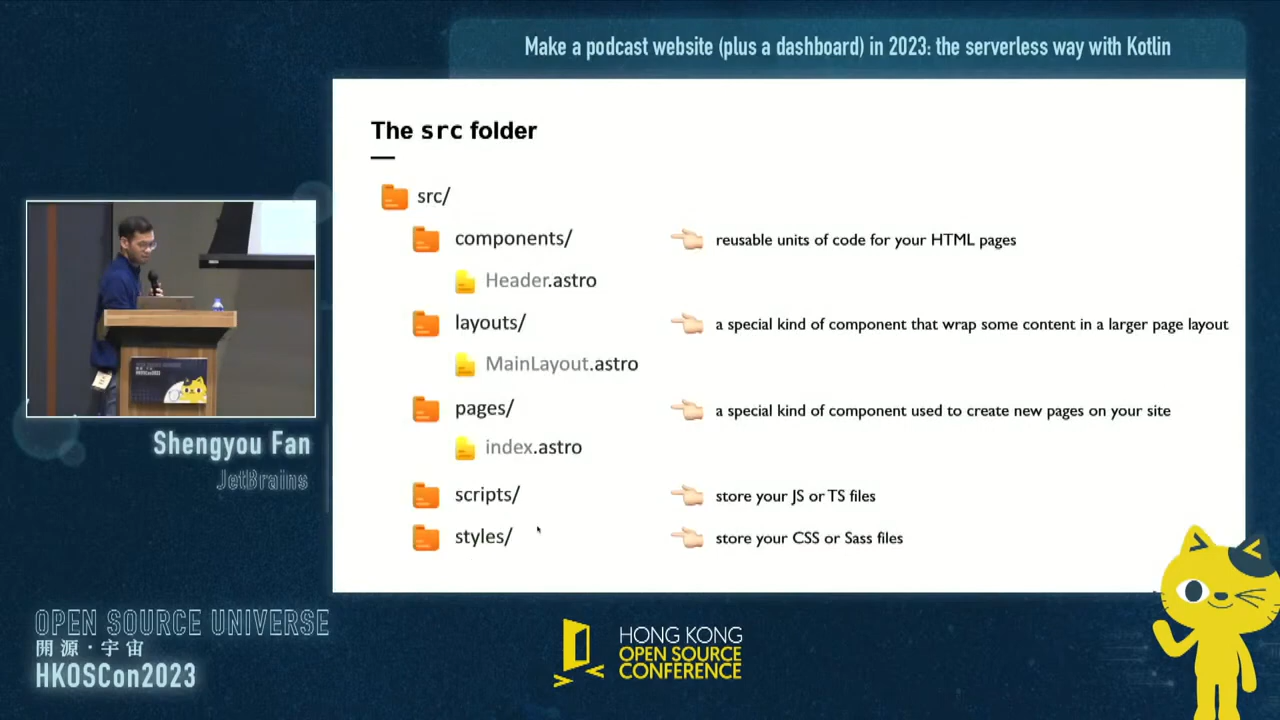 Make a podcast website (plus a dashboard) in 2023: the serverless way with Kotlin
The src folder
src/
components/
reusable units of code for your HTML pages
Header.astro
layouts/
a special kind of component that wrap some content in a larger page layout
MainLayout.astro
pages/
a special kind of component used to create new pages on your site
index.astro
scripts/
store your JS or TS files
styles/
store your CSS or Sass files
Shengyou Fan
JetBrains
OPEN SOURCE UNIVERSE
開源·宇宙
HKOSCon2023
HONG KONG
OPEN SOURCE
CONFERENCE